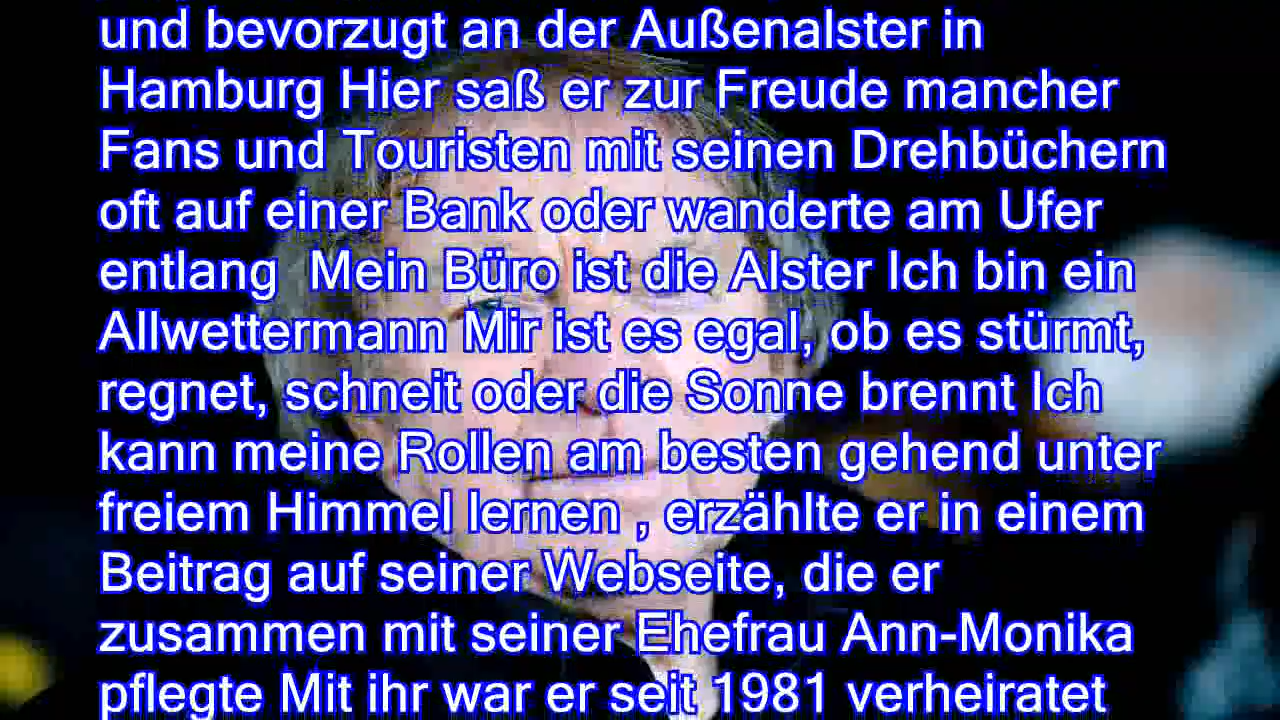 und bevorzugt an der Außenalster in
Hamburg Hier saß er zur Freude mancher
Fans und Touristen mit seinen Drehbüchern
oft auf einer Bank oder wanderte am Ufer
entlang  Mein Büro ist die Alster Ich bin ein
Allwettermann Mir ist es egal, ob es stürmt,
regnet, schneit oder die Sonne brennt Ich
kann meine Rollen am besten gehend unter
freiem Himmel lernen , erzählte er in einem
Beitrag auf seiner Webseite, die er
zusammen mit seiner Ehefrau Ann-Monika
pflegte Mit ihr war er seit 1981 verheiratet